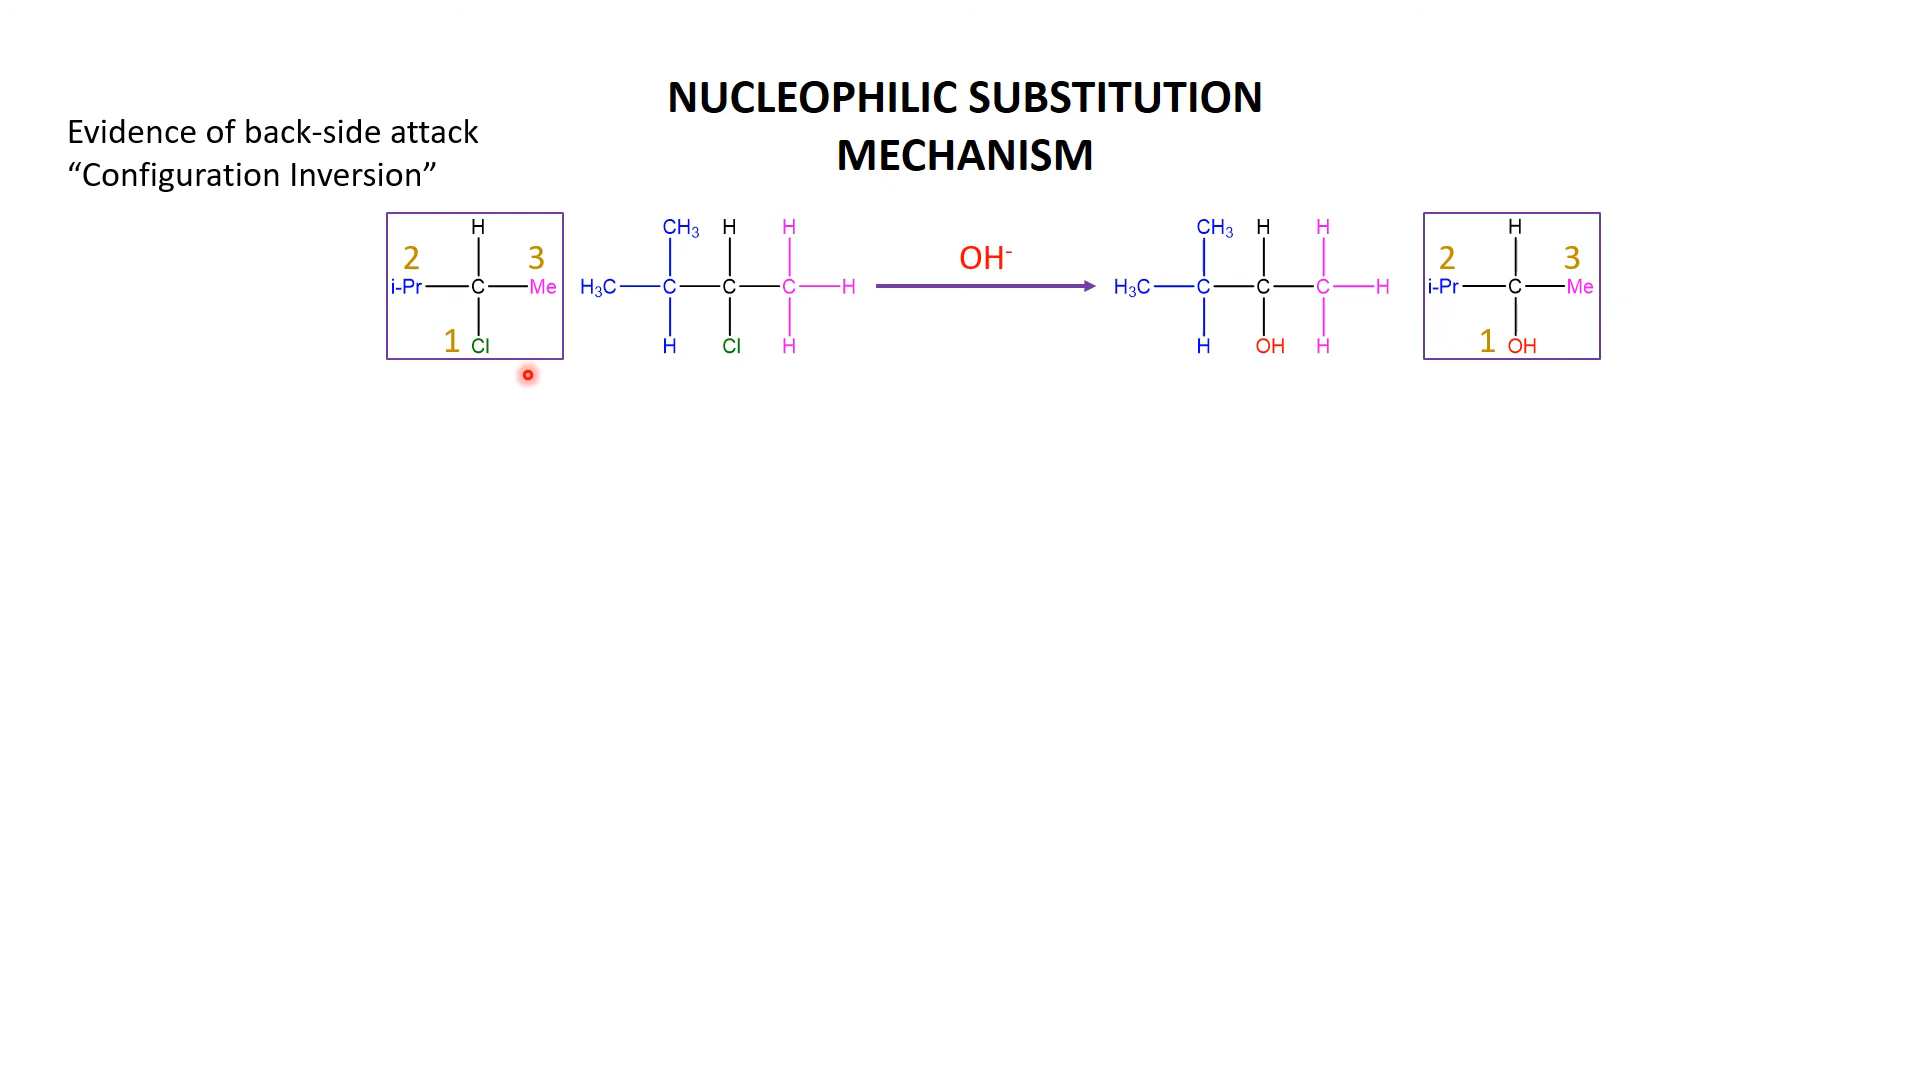 NUCLEOPHILIC SUBSTITUTION
MECHANISM
Evidence of back-side attack
“Configuration Inversion”
H CH3 H H CH3 H H H
2 3 OH- 2 3
i-Pr C Me H3C C C C H H3C C C C H i-Pr C Me
1 Cl H Cl H H OH H 1 OH